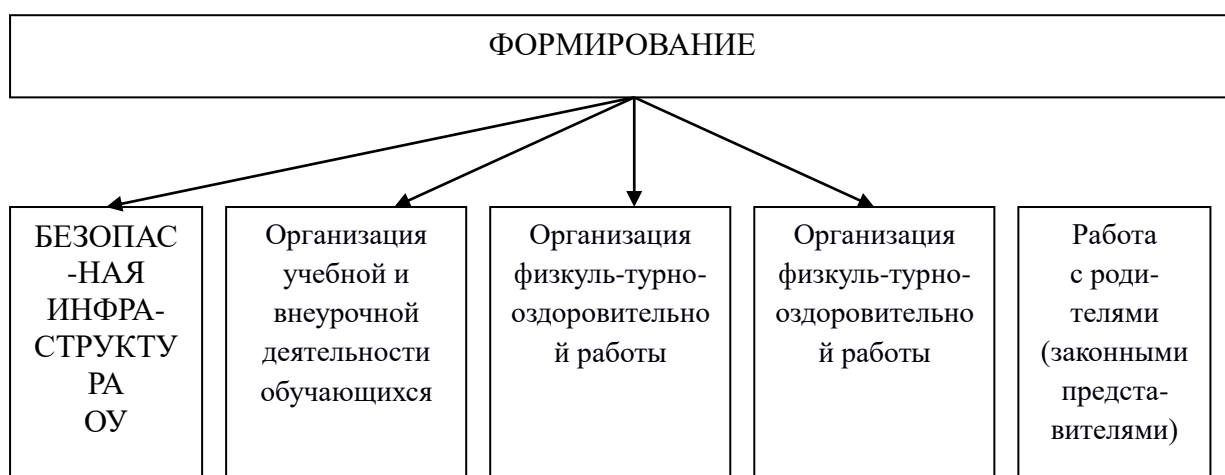 ФОРМИРОВАНИЕ
БЕЗОПАС
-НАЯ
ИНФРА-
СТРУКТУ
РА
ОУ
Организация
учебной и
внеурочной
деятельности
обучающихся
Организация
физкуль-турно-
оздоровительно
й работы
Организация
физкуль-турно-
оздоровительно
й работы
Работа
с роди-
телями
(законными
предста-
вителями)